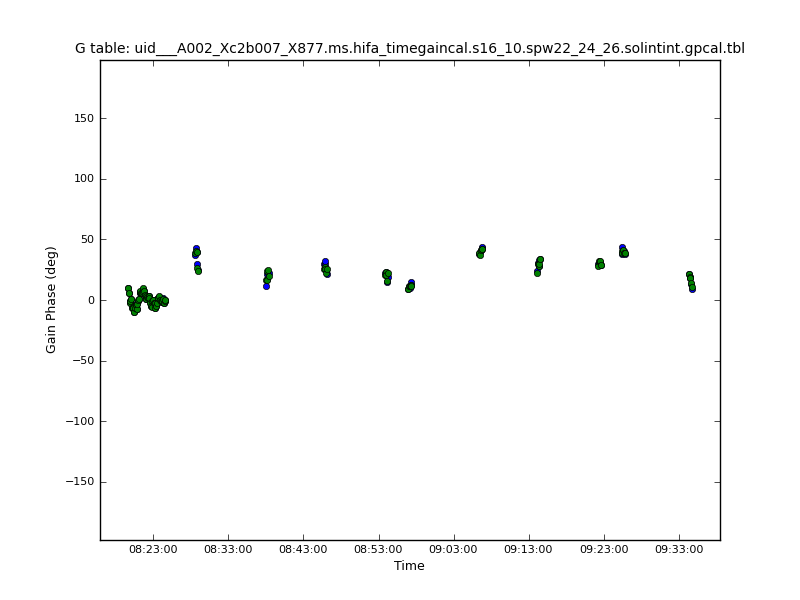 G table: uid___A002_Xc2b007_X877.ms.hifa_timegaincal.s16_10.spw22_24_26.solintint.gpcal.tbl
Gain Phase (deg)
150
100
50
0
−50
−100
−150
08:23:00 08:33:00 08:43:00 08:53:00 09:03:00 09:13:00 09:23:00 09:33:00
Time